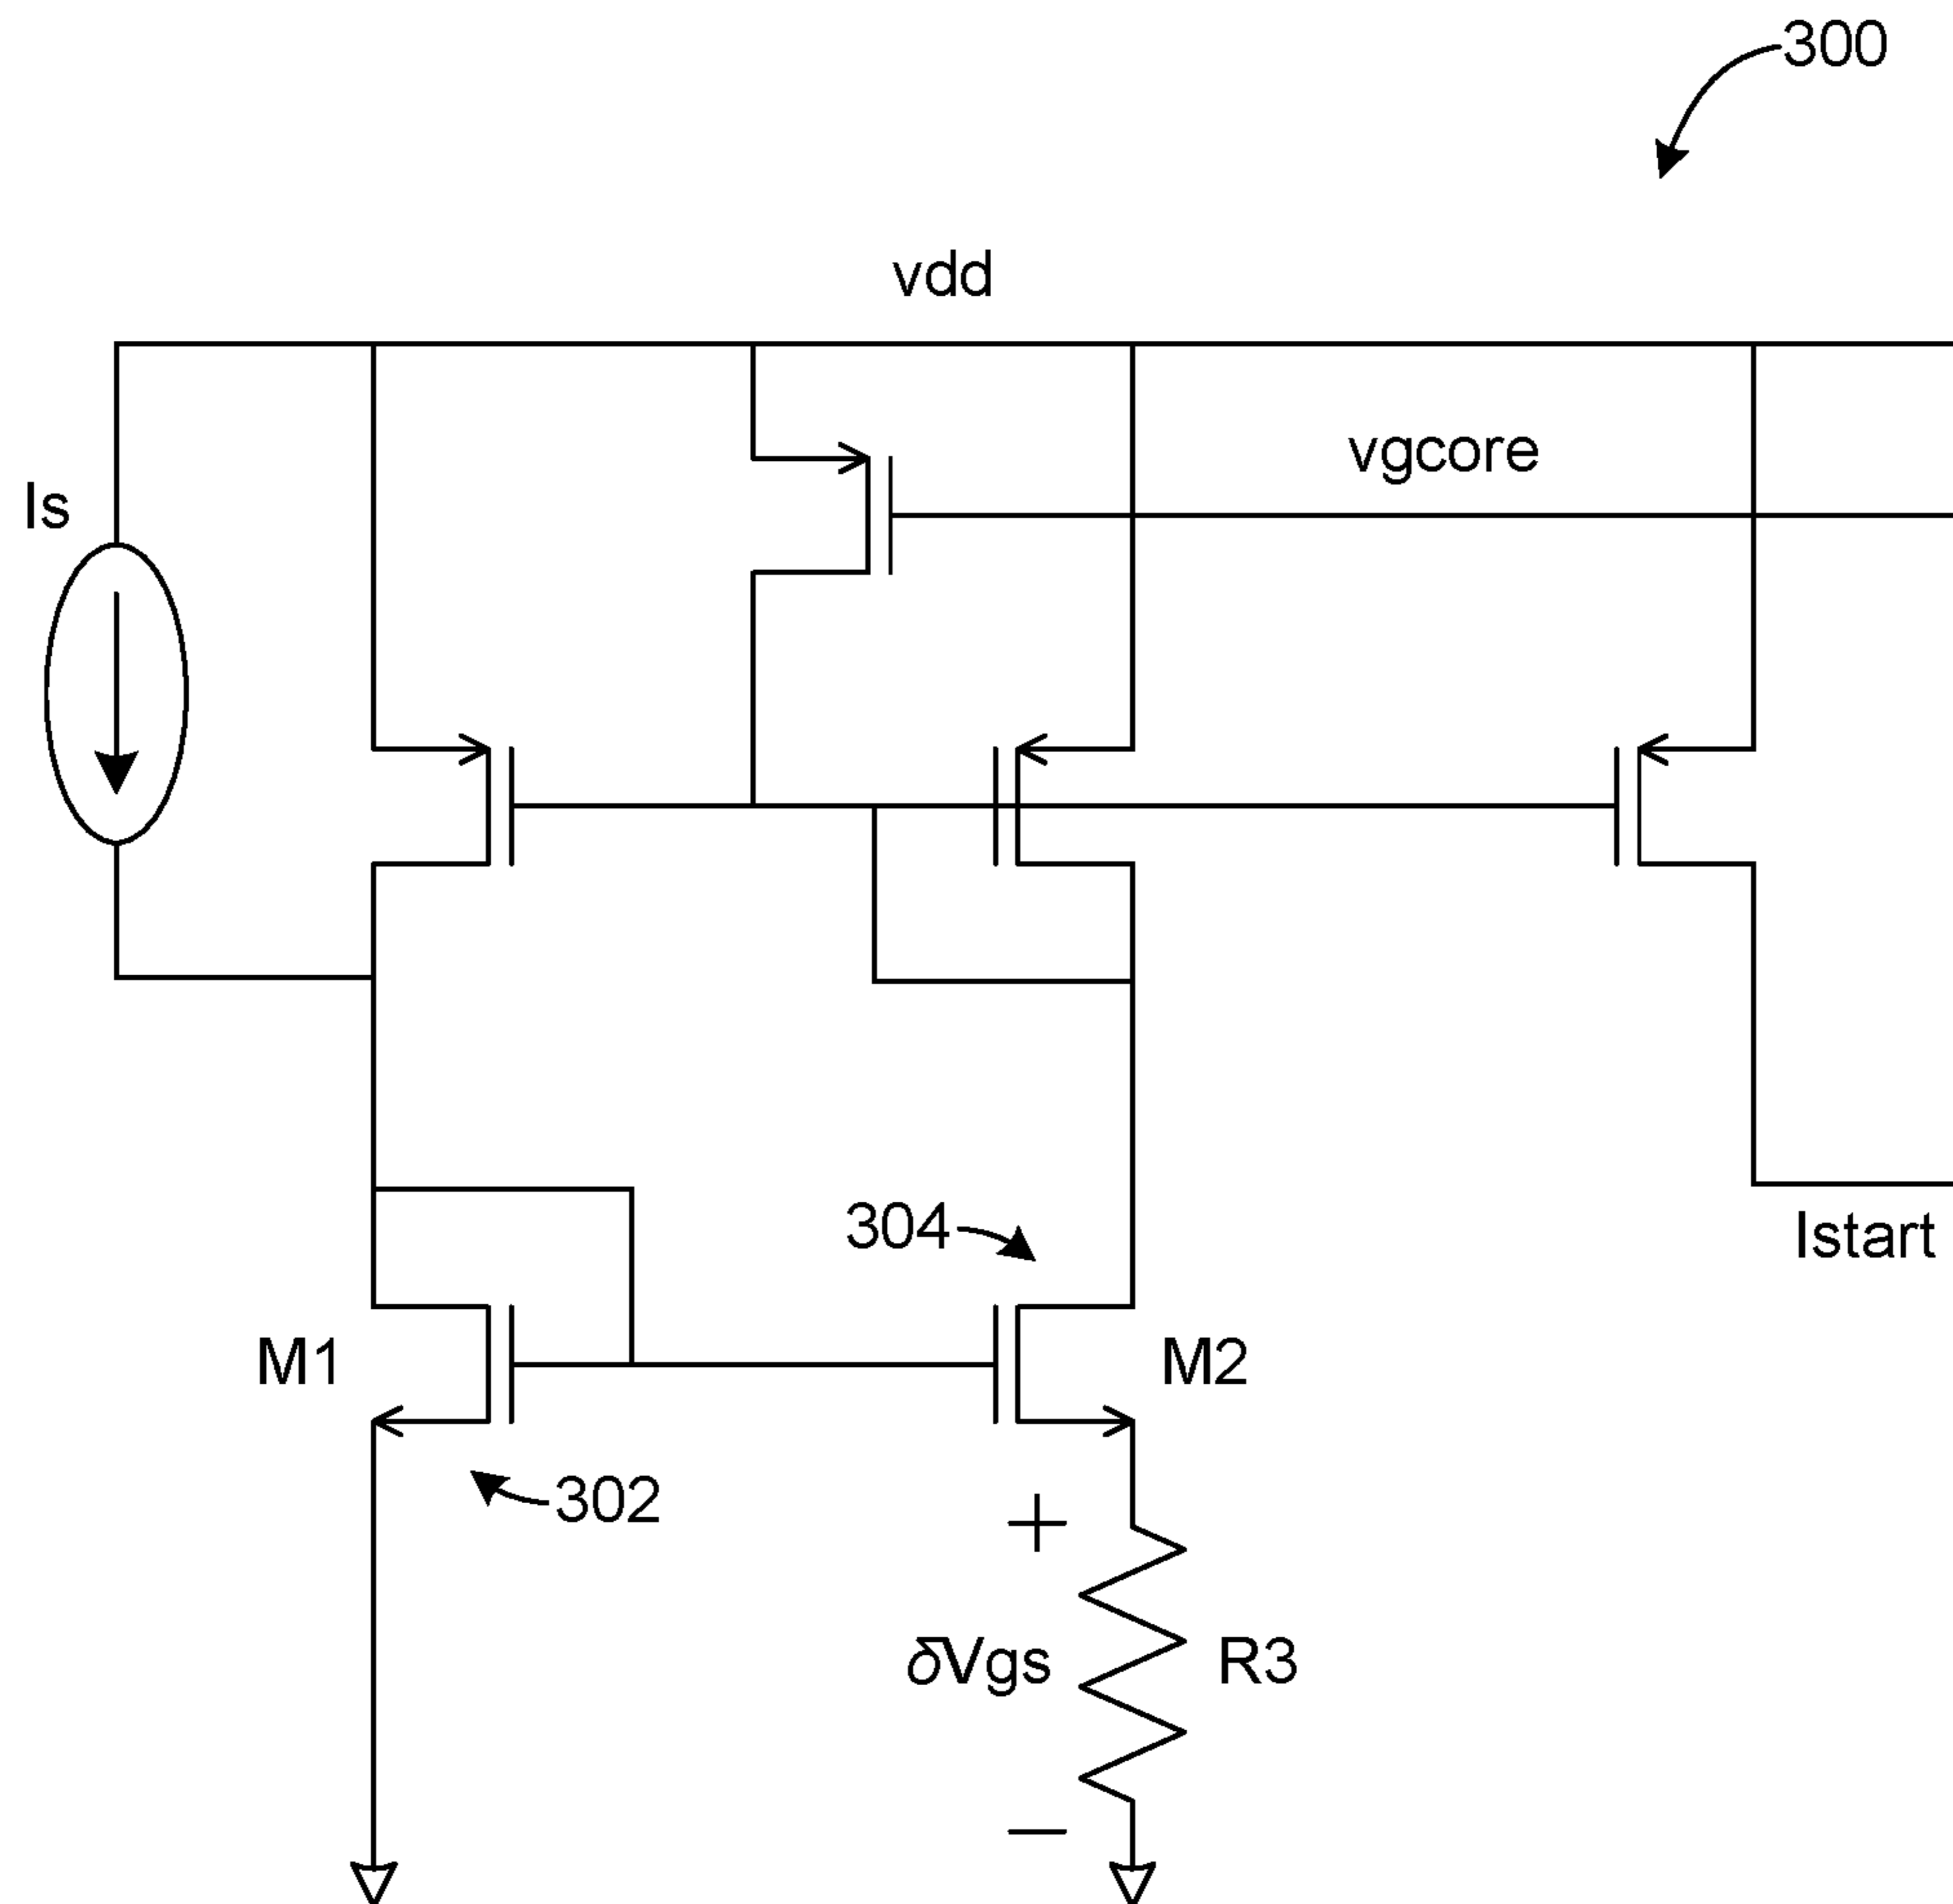 300
vdd
vgcore
Is
304
Istart
M1
M2
302
+
δVgs
R3
–